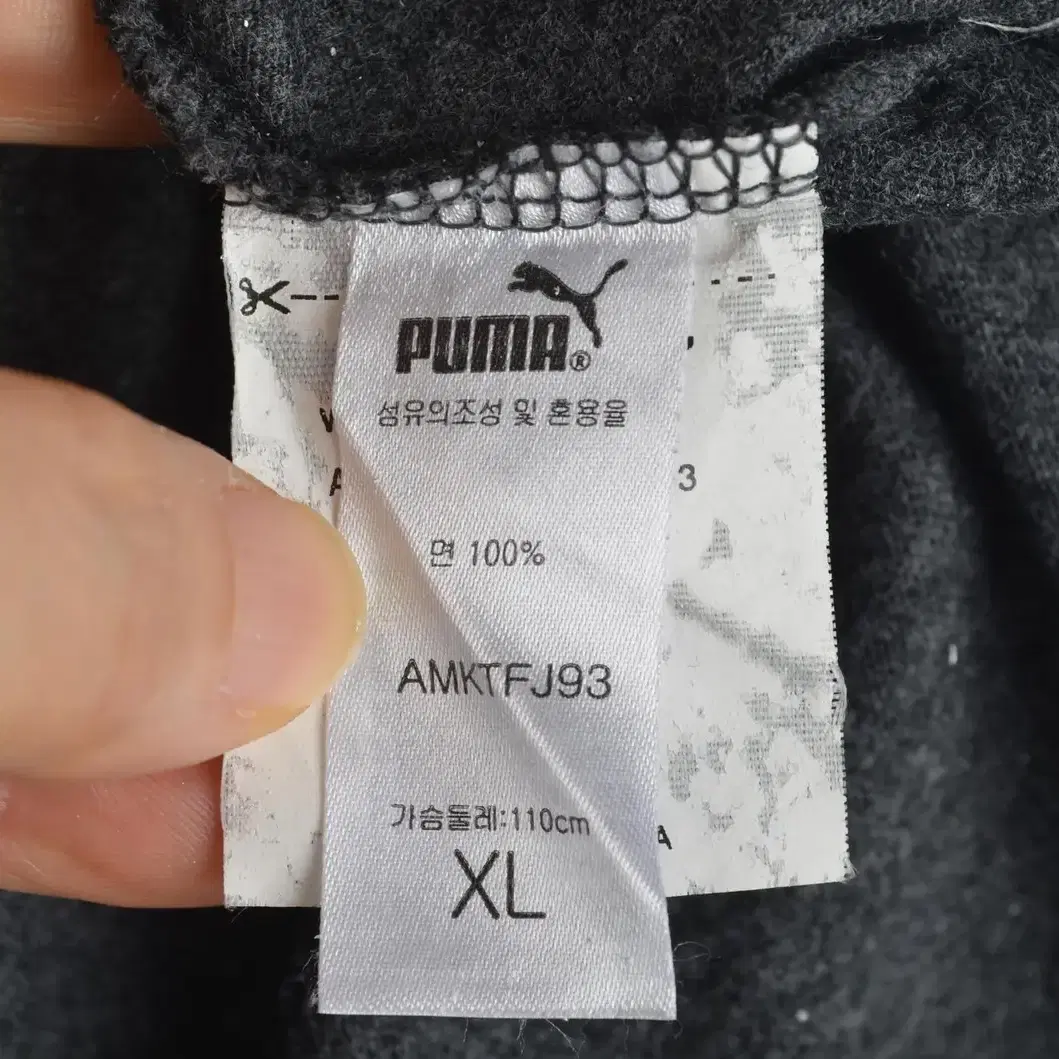 PUMA®
섬유의조성 및 혼용율
면 100%
AMKTFJ93
가슴둘레:110cm
XL